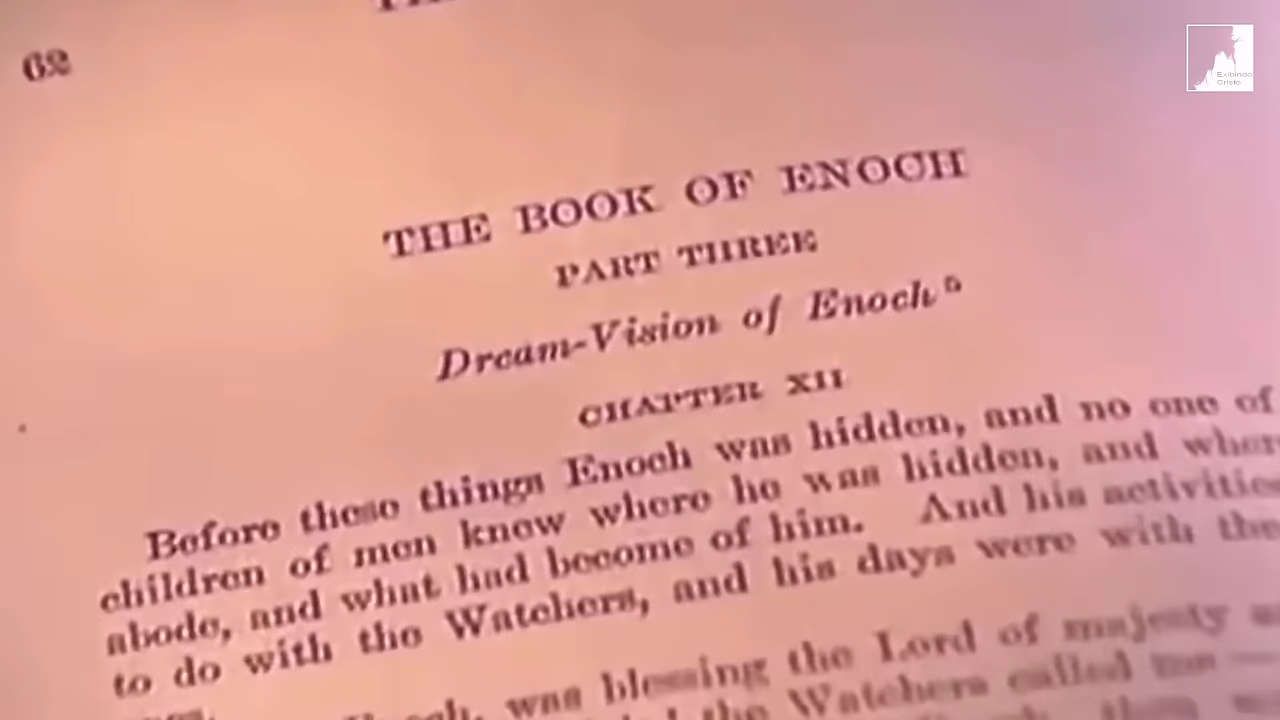 62
Exibindo
Cristo
THE BOOK OF ENOCH
PART THREE
Dream-Vision of Enoch
CHAPTER XII
Before these things Enoch was hidden, and no one of
children of men knew where he was hidden, and where
abode, and what had become of him. And his activities
to do with the Watchers, and his days were with the
was blessing the Lord of majesty
the Watchers called me